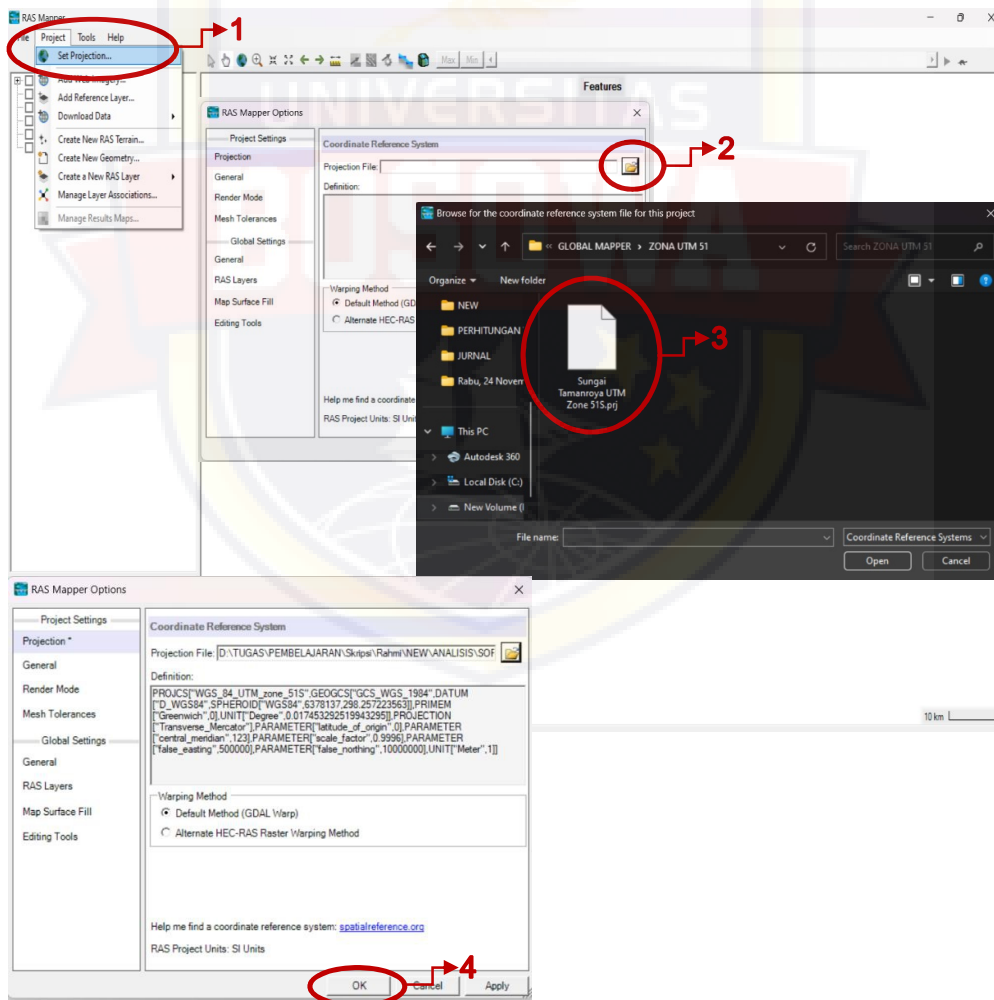 RAS Mapper
1
File Project Tools Help
Set Projection...
Add Web Imagery...
Add Reference Layer...
Download Data
Create New RAS Terrain...
Create New Geometry...
Create a New RAS Layer
Manage Layer Associations...
Manage Results Maps...
Max Min
Features
UNIVERSITAS
BOSOWA
RAS Mapper Options
Project Settings
Projection
General
Render Mode
Mesh Tolerances
Global Settings
General
RAS Layers
Map Surface Fill
Editing Tools
Coordinate Reference System
Projection File:
2
Definition:
Warping Method
Default Method (GD
Alternate HEC-RAS
Help me find a coordinate
RAS Project Units: SI Unit
Browse for the coordinate reference system file for this project
« GLOBAL MAPPER › ZONA UTM 51
Search ZONA UTM 51
Organize New folder
NEW
PERHITUNGAN
JURNAL
Rabu, 24 Novem
This PC
Autodesk 360
Local Disk (C:)
New Volume (
Sungai
Tamanroya UTM
Zone 51S.prj
3
File name:
Coordinate Reference Systems
Open Cancel
RAS Mapper Options
Project Settings
Projection *
General
Render Mode
Mesh Tolerances
Global Settings
General
RAS Layers
Map Surface Fill
Editing Tools
Coordinate Reference System
Projection File: D:\TUGAS\PEMBELAJARAN\Skripsi\Rahmi\NEW\ANALISIS\SOF
Definition:
PROJCS["WGS_84_UTM_zone_51S",GEOGCS["GCS_WGS_1984",DATUM
["D_WGS84",SPHEROID["WGS84",6378137,298.257223563]],PRIMEM
["Greenwich",0],UNIT["Degree",0.017453292519943295]],PROJECTION
["Transverse_Mercator"],PARAMETER["latitude_of_origin",0],PARAMETER
["central_meridian",123],PARAMETER["scale_factor",0.9996],PARAMETER
["false_easting",500000],PARAMETER["false_northing",10000000],UNIT["Meter",1]]
Warping Method
Default Method (GDAL Warp)
Alternate HEC-RAS Raster Warping Method
Help me find a coordinate reference system: spatialreference.org
RAS Project Units: SI Units
4
OK Cancel Apply
10 km